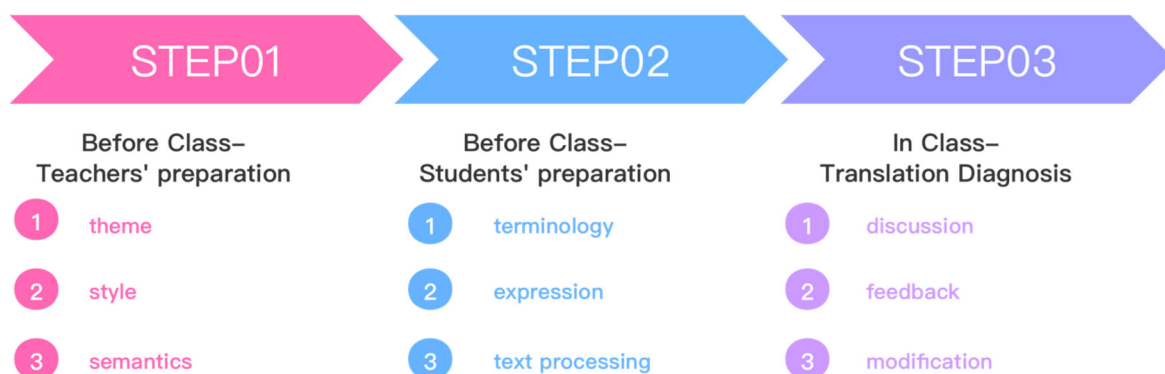 STEP01
STEP02
STEP03
Before Class–
Teachers' preparation
1 theme
2 style
3 semantics
Before Class–
Students' preparation
1 terminology
2 expression
3 text processing
In Class–
Translation Diagnosis
1 discussion
2 feedback
3 modification